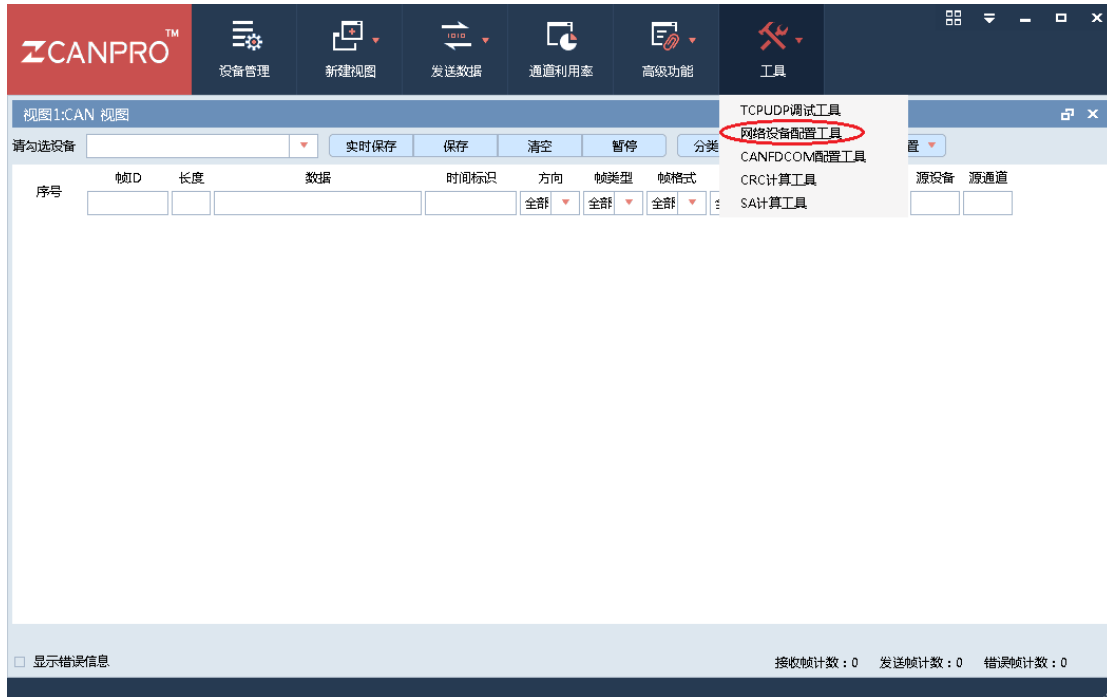 ZCANPRO™
设备管理
新建视图
发送数据
通道利用率
高级功能
工具
TCPUDP调试工具
网络设备配置工具
CANFDCOM配置工具
CRC计算工具
SA计算工具
视图1:CAN 视图
请勾选设备
实时保存
保存
清空
暂停
分类
置
序号
帧ID
长度
数据
时间标识
方向
帧类型
帧格式
源设备
源通道
全部
全部
全部
显示错误信息
接收帧计数：0
发送帧计数：0
错误帧计数：0